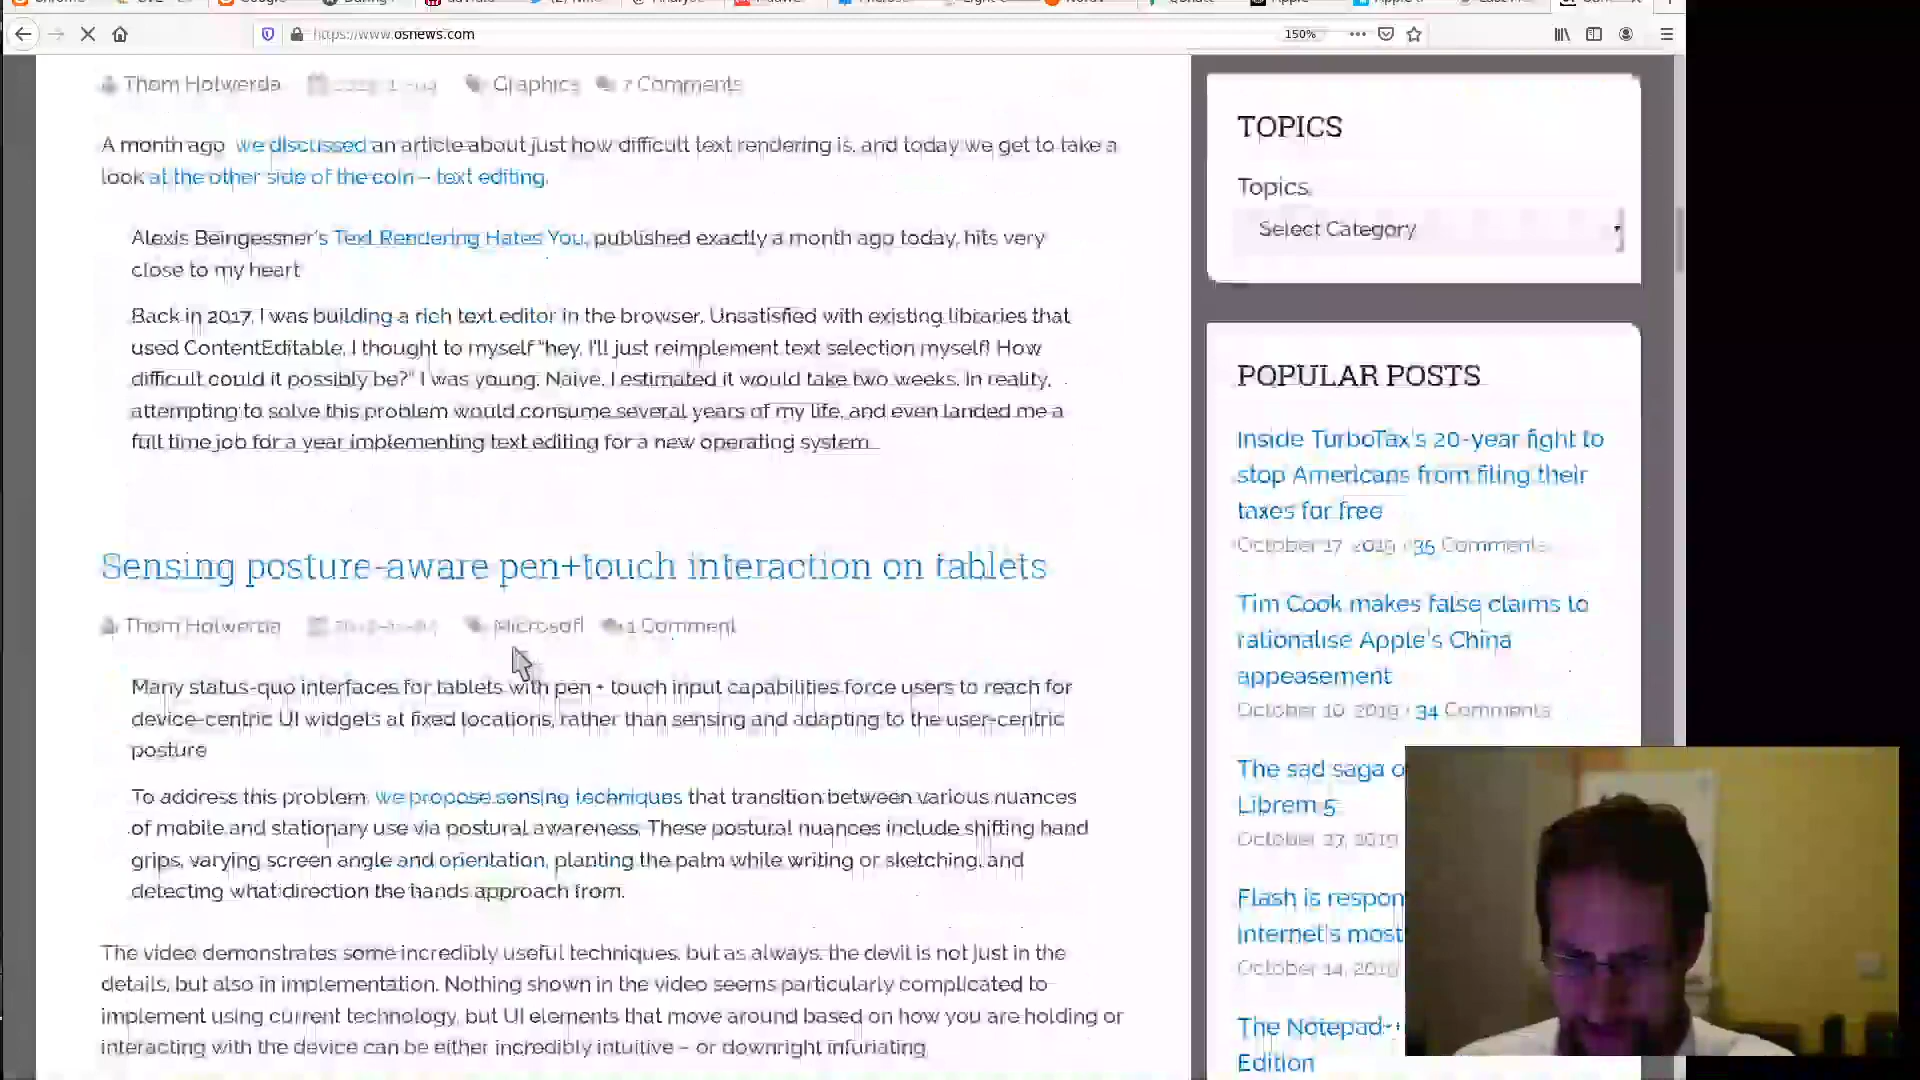 https://www.osnews.com
150%
Thom Holwerda
Graphics
7 Comments
A month ago we discussed an article about just how difficult text rendering is, and today we get to take a
look at the other side of the coin – text editing.
Alexis Beingessner's Text Rendering Hates You, published exactly a month ago today, hits very
close to my heart
Back in 2017, I was building a rich text editor in the browser. Unsatisfied with existing libraries that
used ContentEditable, I thought to myself "hey, I'll just reimplement text selection myself! How
difficult could it possibly be?" I was young. Naive. I estimated it would take two weeks. In reality,
attempting to solve this problem would consume several years of my life, and even landed me a
full time job for a year implementing text editing for a new operating system.
Sensing posture-aware pen+touch interaction on tablets
Thom Holwerda
Microsoft
1 Comment
Many status-quo interfaces for tablets with pen + touch input capabilities force users to reach for
device-centric UI widgets at fixed locations, rather than sensing and adapting to the user-centric
posture
To address this problem we propose sensing techniques that transition between various nuances
of mobile and stationary use via postural awareness. These postural nuances include shifting hand
grips, varying screen angle and orientation, planting the palm while writing or sketching, and
detecting what direction the hands approach from.
The video demonstrates some incredibly useful techniques, but as always, the devil is not just in the
details, but also in implementation. Nothing shown in the video seems particularly complicated to
implement using current technology, but UI elements that move around based on how you are holding or
interacting with the device can be either incredibly intuitive – or downright infuriating
TOPICS
Topics
Select Category
POPULAR POSTS
Inside TurboTax's 20-year fight to
stop Americans from filing their
taxes for free
October 17, 2019 · 35 Comments
Tim Cook makes false claims to
rationalise Apple's China
appeasement
October 10, 2019 · 34 Comments
The sad saga o
Librem 5
October 27, 2019
Flash is respon
internet's most
October 14, 2019
The Notepad++
Edition